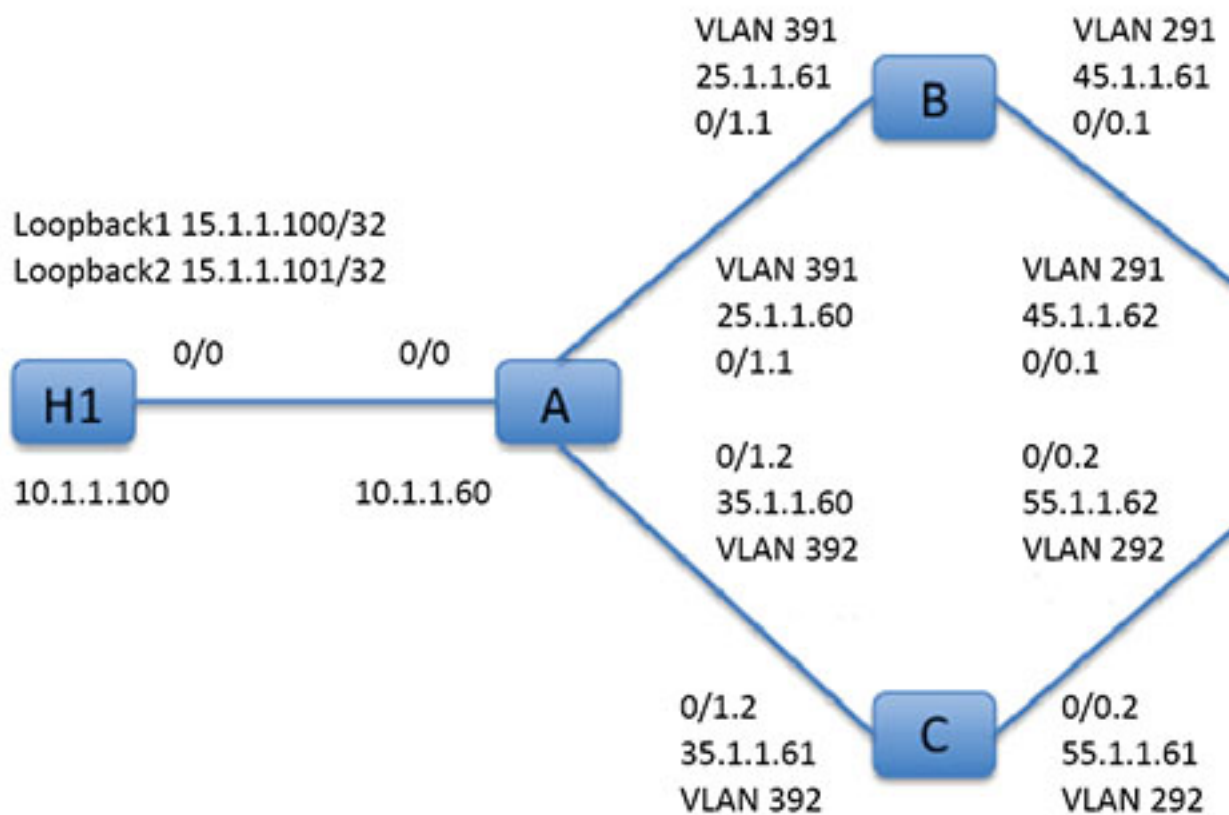 VLAN 391
25.1.1.61
0/1.1
B
VLAN 291
45.1.1.61
0/0.1
Loopback1 15.1.1.100/32
Loopback2 15.1.1.101/32
0/0
0/0
H1
A
10.1.1.100
10.1.1.60
VLAN 391
25.1.1.60
0/1.1
VLAN 291
45.1.1.62
0/0.1
0/1.2
35.1.1.60
VLAN 392
0/0.2
55.1.1.62
VLAN 292
0/1.2
35.1.1.61
VLAN 392
C
0/0.2
55.1.1.61
VLAN 292